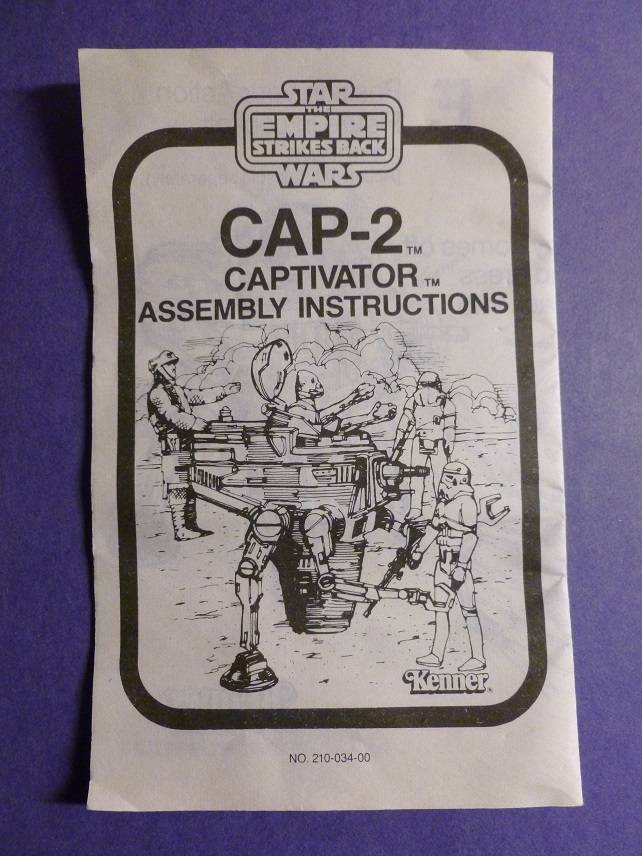 STAR
THE
EMPIRE
STRIKES BACK
WARS
CAP-2™
CAPTIVATOR™
ASSEMBLY INSTRUCTIONS
Kenner®
NO. 210-034-00